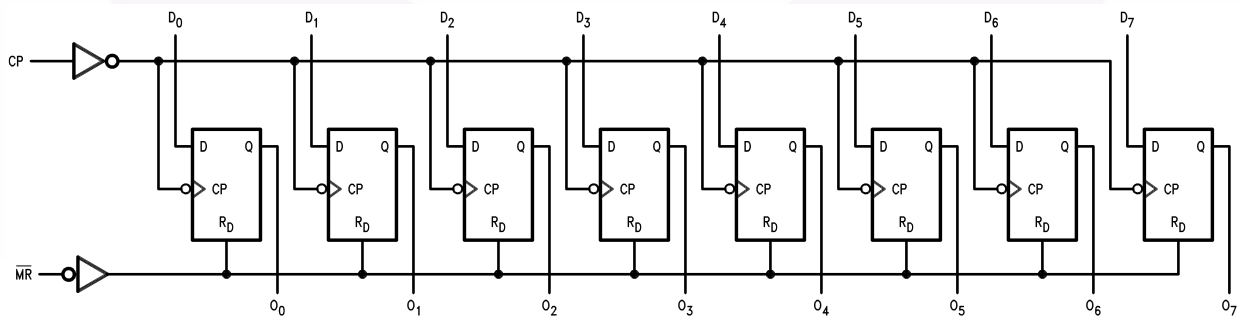 D0 D1 D2 D3 D4 D5 D6 D7
CP
D Q D Q D Q D Q D Q D Q D Q D Q
CP CP CP CP CP CP CP CP
RD RD RD RD RD RD RD RD
M̅R̅
O0 O1 O2 O3 O4 O5 O6 O7